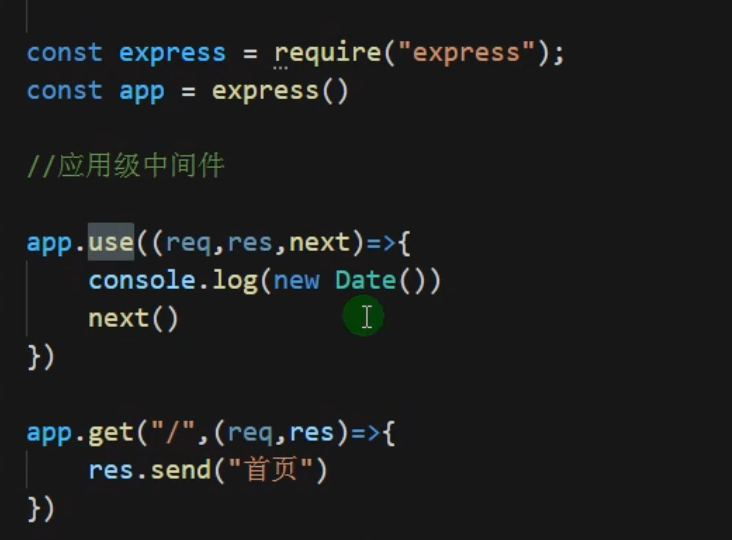 const express = require("express");
const app = express()
//应用级中间件
app.use((req,res,next)=>{
    console.log(new Date())
    next()
})
app.get("/",(req,res)=>{
    res.send("首页")
})